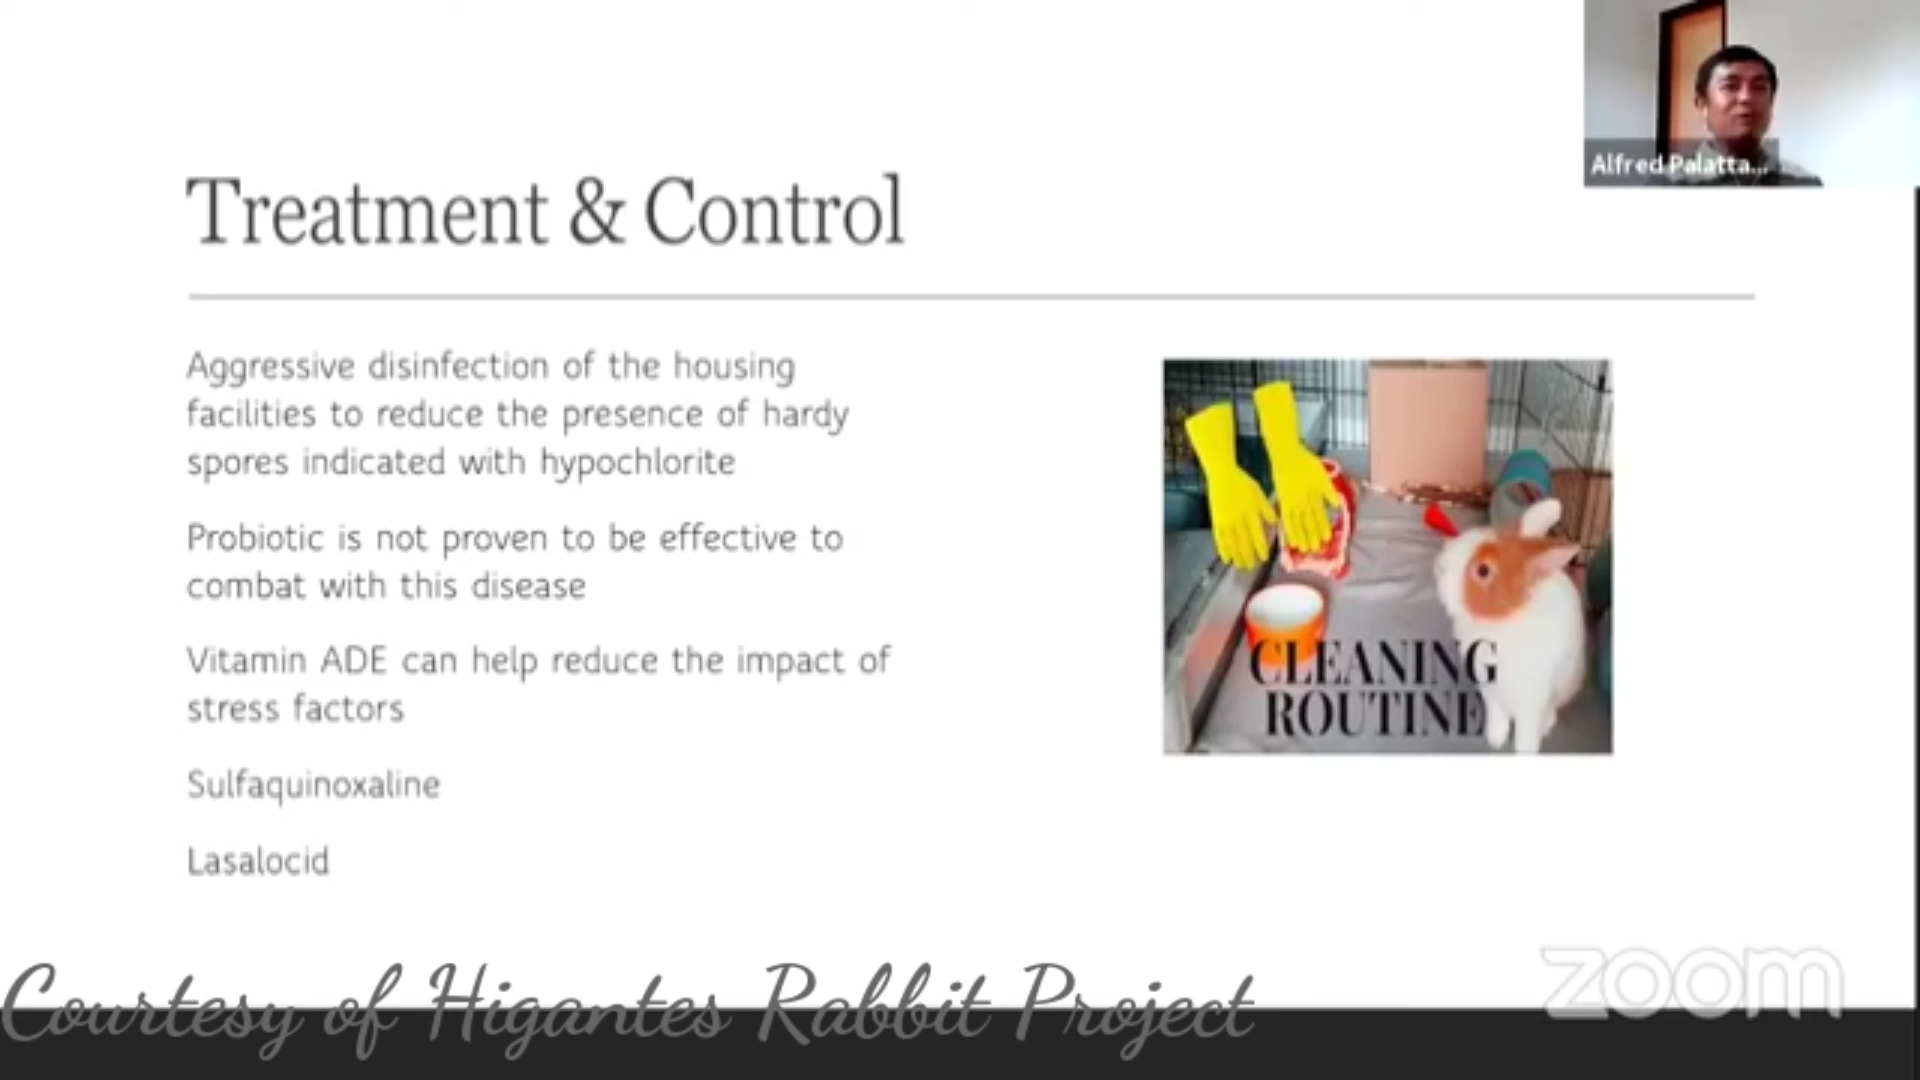 Alfred Palatta...
Treatment & Control
Aggressive disinfection of the housing
facilities to reduce the presence of hardy
spores indicated with hypochlorite
Probiotic is not proven to be effective to
combat with this disease
Vitamin ADE can help reduce the impact of
stress factors
Sulfaquinoxaline
Lasalocid
CLEANING
ROUTINE
zoom
Courtesy of Higantes Rabbit Project